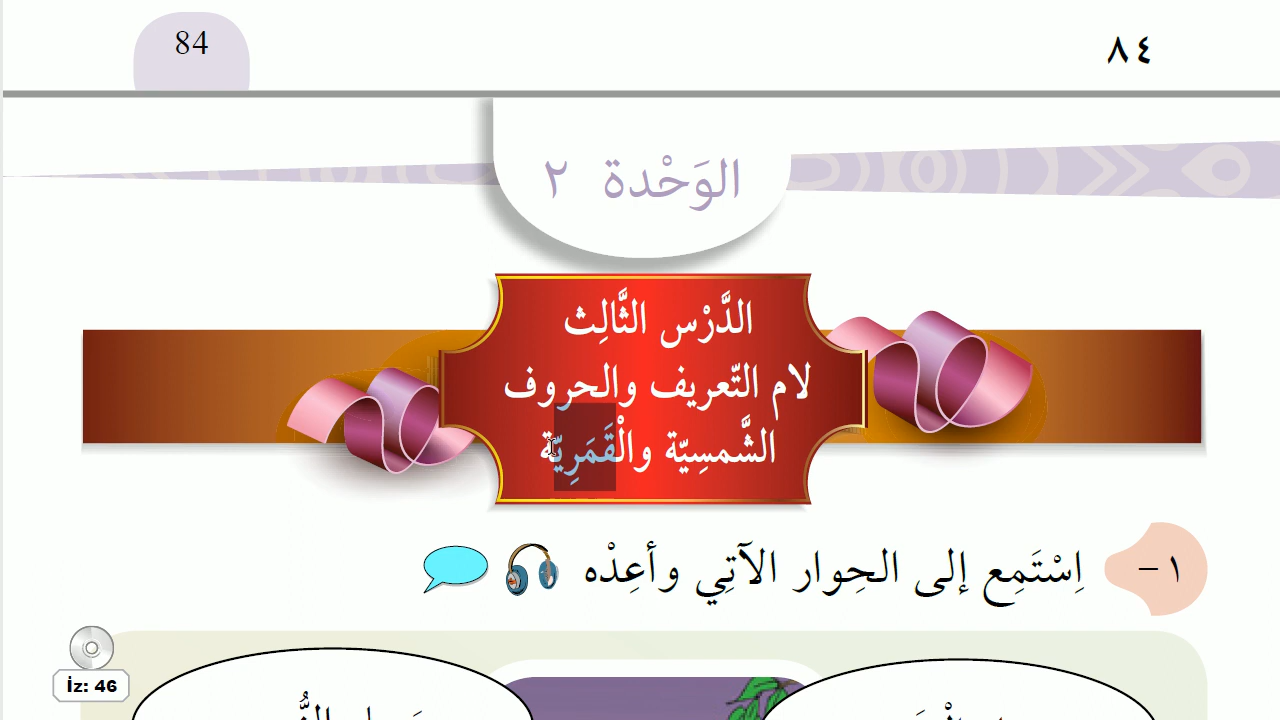 84
٨٤
الوَحْدة ٢
الدَّرْس الثَّالِث
لام التّعريف والحروف
الشَّمسِيّة والْقَمَرِيّة
١-
اِسْتَمِع إلى الحِوار الآتِي وأعِدْه
İz: 46